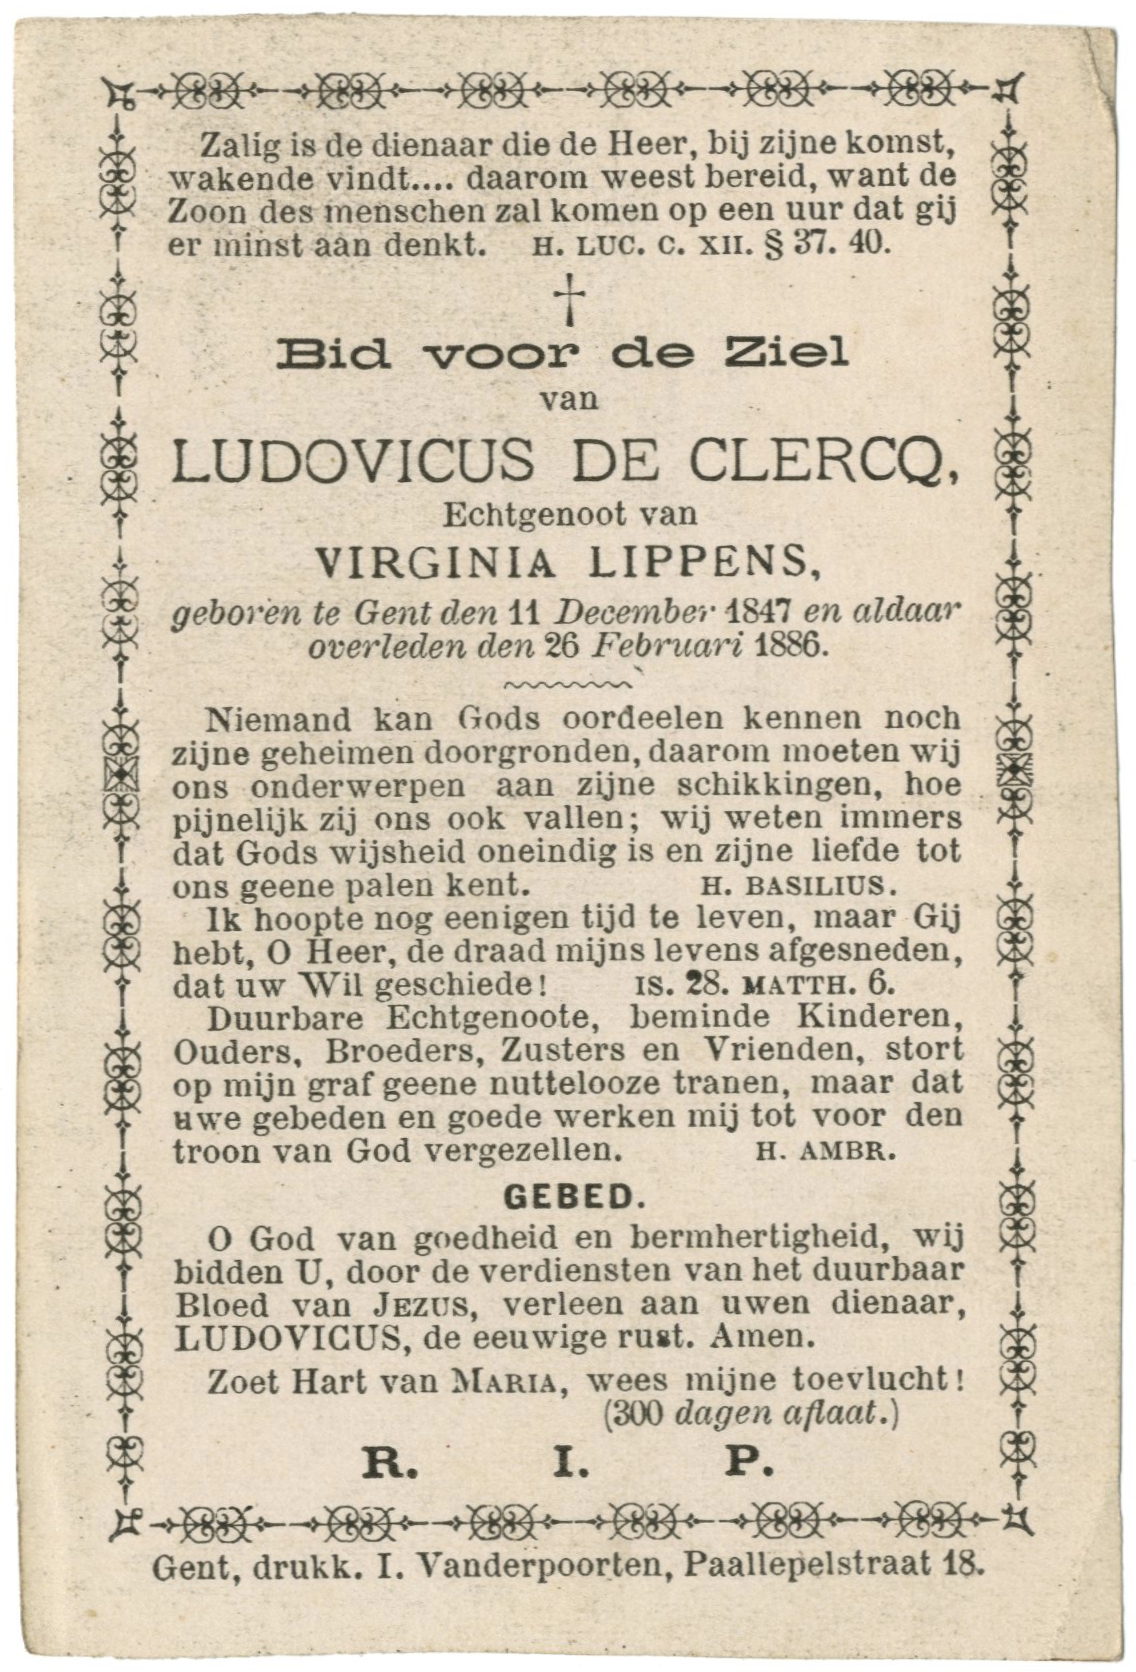 Zalig is de dienaar die de Heer, bij zijne komst,
wakende vindt.... daarom weest bereid, want de
Zoon des menschen zal komen op een uur dat gij
er minst aan denkt. H. LUC. C. XII. § 37. 40.
†
Bid voor de Ziel
van
LUDOVICUS DE CLERCQ,
Echtgenoot van
VIRGINIA LIPPENS,
geboren te Gent den 11 December 1847 en aldaar
overleden den 26 Februari 1886.
Niemand kan Gods oordeelen kennen noch
zijne geheimen doorgronden, daarom moeten wij
ons onderwerpen aan zijne schikkingen, hoe
pijnelijk zij ons ook vallen; wij weten immers
dat Gods wijsheid oneindig is en zijne liefde tot
ons geene palen kent. H. BASILIUS.
Ik hoopte nog eenigen tijd te leven, maar Gij
hebt, O Heer, de draad mijns levens afgesneden,
dat uw Wil geschiede! IS. 28. MATTH. 6.
Duurbare Echtgenoote, beminde Kinderen,
Ouders, Broeders, Zusters en Vrienden, stort
op mijn graf geene nuttelooze tranen, maar dat
uwe gebeden en goede werken mij tot voor den
troon van God vergezellen. H. AMBR.
GEBED.
O God van goedheid en bermhertigheid, wij
bidden U, door de verdiensten van het duurbaar
Bloed van JEZUS, verleen aan uwen dienaar,
LUDOVICUS, de eeuwige rust. Amen.
Zoet Hart van MARIA, wees mijne toevlucht!
(300 dagen aflaat.)
R. I. P.
Gent, drukk. I. Vanderpoorten, Paallepelstraat 18.